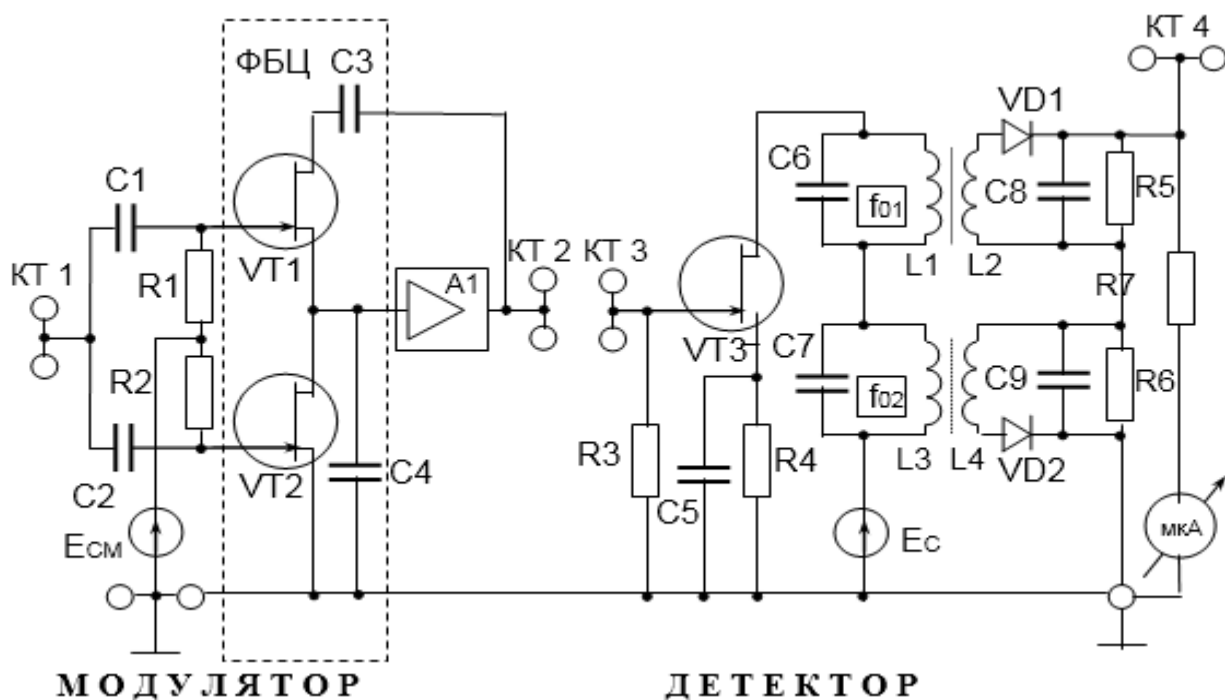 ФБЦ
C3
КТ 4
VD1
C1
C6
f01
C8
R5
КТ 1
R1
VT1
КТ 2
КТ 3
A1
L1
L2
R7
R2
VT3
C7
f02
C9
R6
C2
VT2
C4
R3
C5
R4
L3
L4
VD2
EСМ
EС
мкА
МОДУЛЯТОР
ДЕТЕКТОР